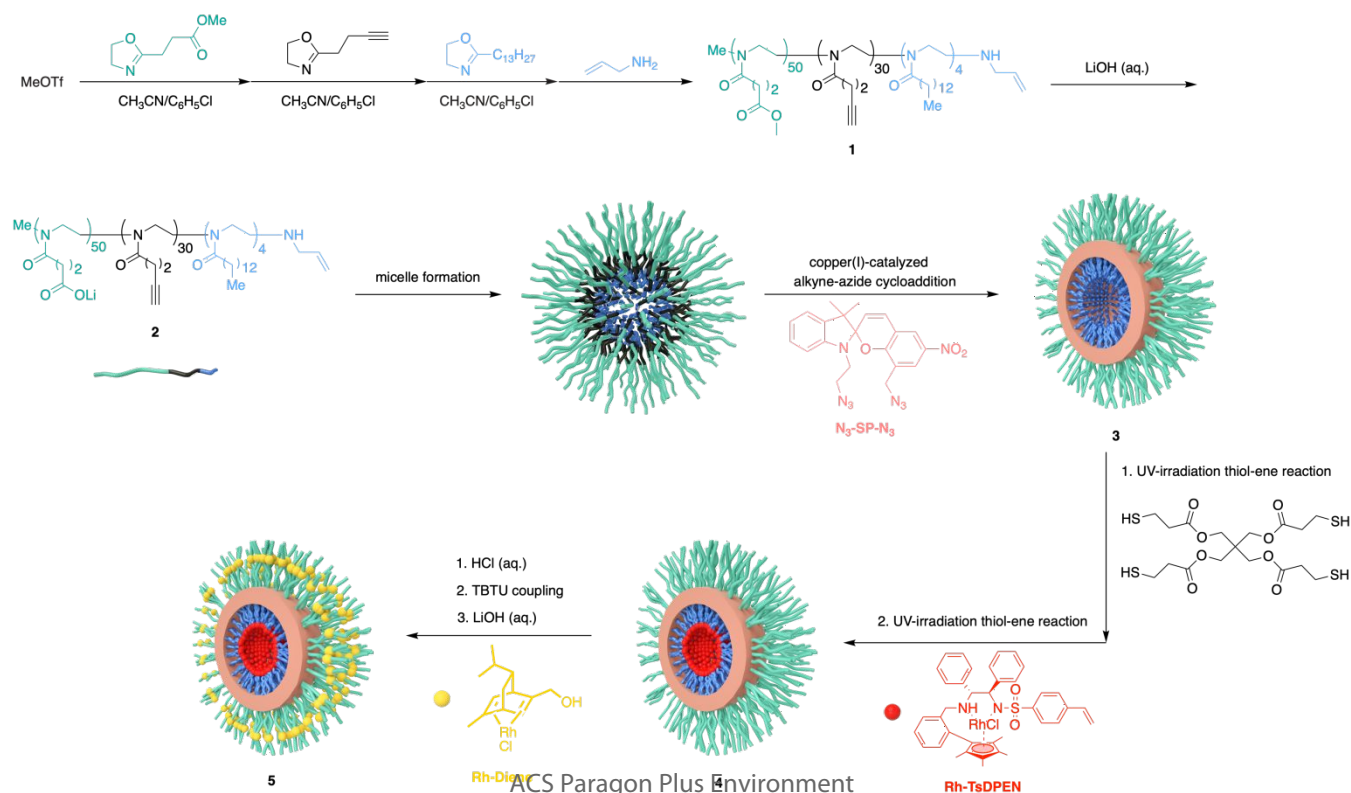 OMe
O
O
N
MeOTf
CH₃CN/C₆H₅Cl
O
N
CH₃CN/C₆H₅Cl
O
N
C₁₃H₂₇
CH₃CN/C₆H₅Cl
NH₂
Me
N
50
N
30
N
4
NH
O
2
O
2
O
12
O
O
Me
1
LiOH (aq.)
Me
N
50
N
30
N
4
NH
O
2
O
2
O
12
O
OLi
Me
2
micelle formation
copper(I)-catalyzed
alkyne-azide cycloaddition
N
O
NO₂
N₃
N₃
N₃-SP-N₃
3
1. UV-irradiation thiol-ene reaction
HS
O
O
SH
O
O
HS
O
O
SH
O
O
2. UV-irradiation thiol-ene reaction
NH
N
O
S
O
RhCl
Rh-TsDPEN
4
1. HCl (aq.)
2. TBTU coupling
3. LiOH (aq.)
OH
Rh
Cl
Rh-Diene
5
ACS Paragon Plus Environment